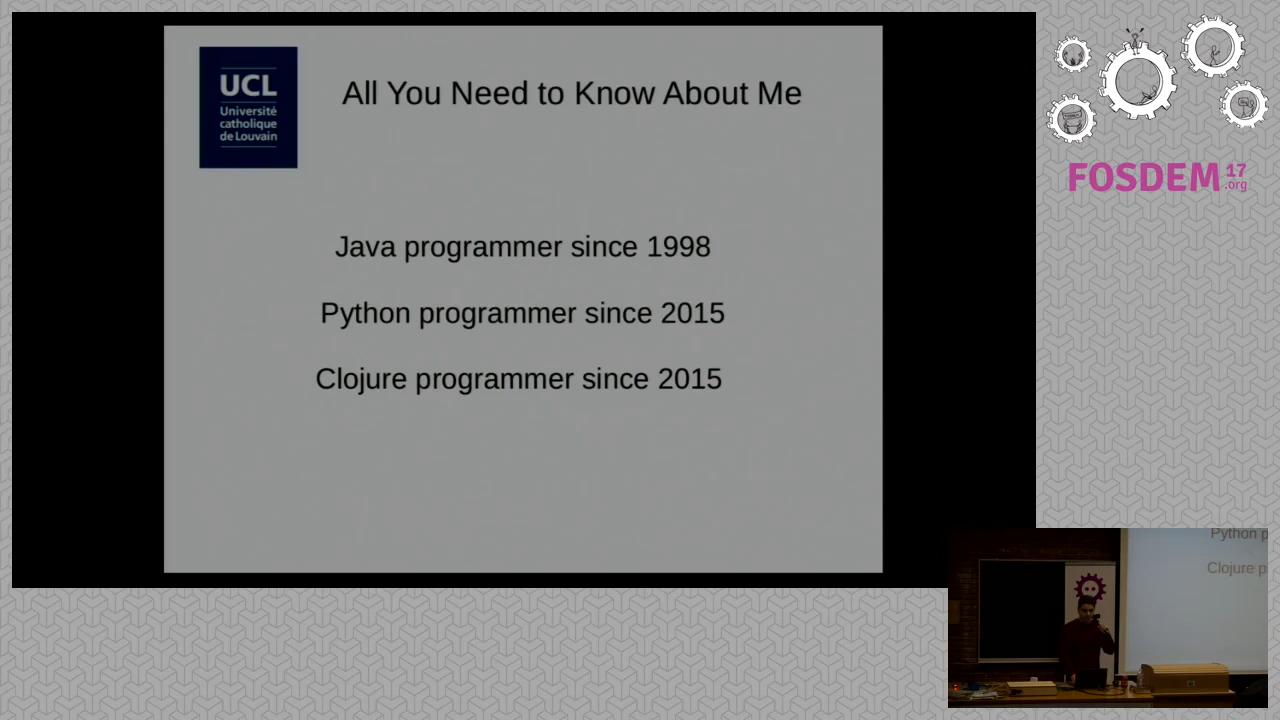 UCL
Université
catholique
de Louvain
All You Need to Know About Me
Java programmer since 1998
Python programmer since 2015
Clojure programmer since 2015
FOSDEM 17
.org
Python p
Clojure p